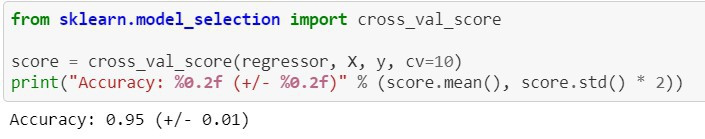 from sklearn.model_selection import cross_val_score
score = cross_val_score(regressor, X, y, cv=10)
print("Accuracy: %0.2f (+/- %0.2f)" % (score.mean(), score.std() * 2))
Accuracy: 0.95 (+/- 0.01)